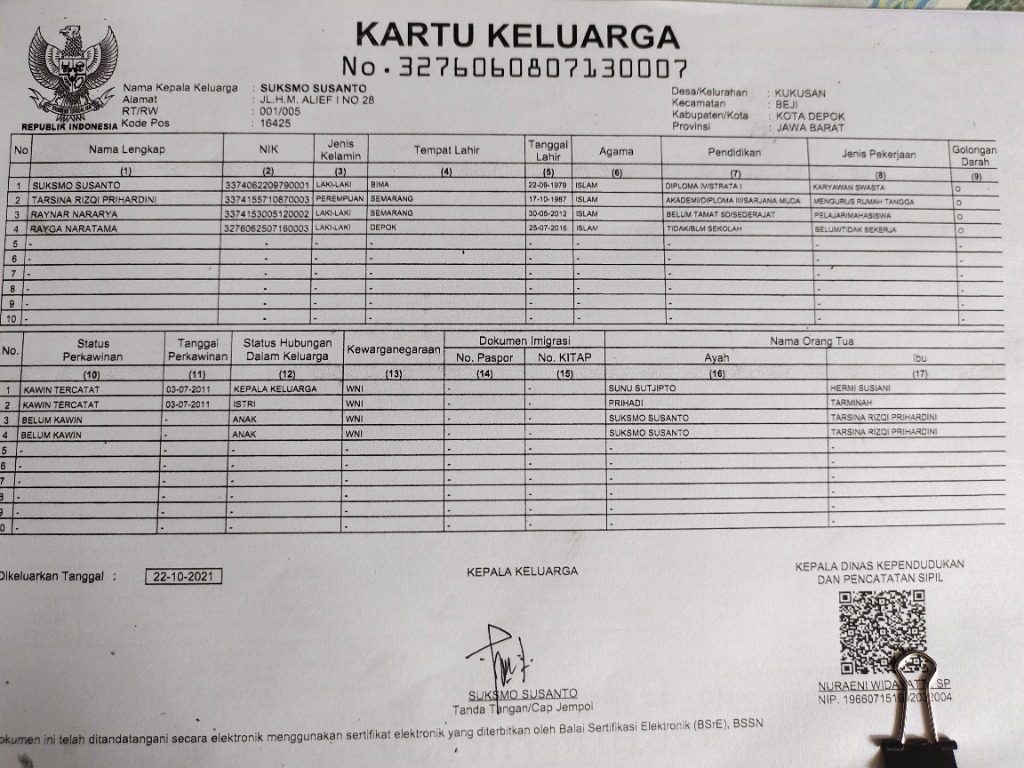 KARTU KELUARGA
No. 3276060807130007
REPUBLIK INDONESIA
Nama Kepala Keluarga : SUKSMO SUSANTO
Alamat : JL.H.M. ALIEF I NO 28
RT/RW : 001/005
Kode Pos : 16425
Desa/Kelurahan : KUKUSAN
Kecamatan : BEJI
Kabupaten/Kota : KOTA DEPOK
Provinsi : JAWA BARAT
No Nama Lengkap NIK Jenis Kelamin Tempat Lahir Tanggal Lahir Agama Pendidikan Jenis Pekerjaan Golongan Darah
(1) (2) (3) (4) (5) (6) (7) (8) (9)
1 SUKSMO SUSANTO 3374062209790001 LAKI-LAKI BIMA 22-09-1979 ISLAM DIPLOMA IV/STRATA I KARYAWAN SWASTA O
2 TARSINA RIZQI PRIHARDINI 3374155710870003 PEREMPUAN SEMARANG 17-10-1987 ISLAM AKADEMI/DIPLOMA III/SARJANA MUDA MENGURUS RUMAH TANGGA O
3 RAYNAR NARARYA 3374153005120002 LAKI-LAKI SEMARANG 30-05-2012 ISLAM BELUM TAMAT SD/SEDERAJAT PELAJAR/MAHASISWA O
4 RAYGA NARATAMA 3276062507160003 LAKI-LAKI DEPOK 25-07-2016 ISLAM TIDAK/BLM SEKOLAH BELUM/TIDAK BEKERJA O
5 - - - - - - -
6 - - - - - - -
7 - - - - - - -
8 - - - - - - -
9 - - - - - - -
10 - - - - - - -
No. Status Perkawinan Tanggal Perkawinan Status Hubungan Dalam Keluarga Kewarganegaraan Dokumen Imigrasi Nama Orang Tua
No. Paspor No. KITAP Ayah Ibu
(10) (11) (12) (13) (14) (15) (16) (17)
1 KAWIN TERCATAT 03-07-2011 KEPALA KELUARGA WNI - - SUNU SUTJIPTO HERMI SUSIANI
2 KAWIN TERCATAT 03-07-2011 ISTRI WNI - - PRIHADI TARMINAH
3 BELUM KAWIN - ANAK WNI - - SUKSMO SUSANTO TARSINA RIZQI PRIHARDINI
4 BELUM KAWIN - ANAK WNI - - SUKSMO SUSANTO TARSINA RIZQI PRIHARDINI
5 - - - - - - - -
6 - - - - - - - -
7 - - - - - - - -
8 - - - - - - - -
9 - - - - - - - -
0 - - - - - - - -
Dikeluarkan Tanggal : 22-10-2021
KEPALA KELUARGA
SUKSMO SUSANTO
Tanda Tangan/Cap Jempol
KEPALA DINAS KEPENDUDUKAN
DAN PENCATATAN SIPIL
NURAENI SP
NIP.
okumen ini telah ditandatangani secara elektronik menggunakan sertifikat elektronik yang diterbitkan oleh Balai Sertifikasi Elektronik (BSrE), BSSN